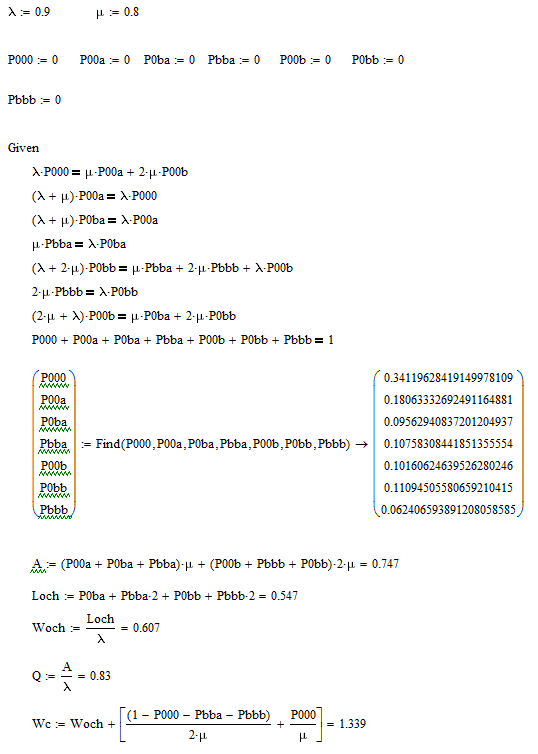 λ := 0.9 μ := 0.8
P000 := 0 P00a := 0 P0ba := 0 Pbba := 0 P00b := 0 P0bb := 0
Pbbb := 0
Given
λ·P000 = μ·P00a + 2·μ·P00b
(λ + μ)·P00a = λ·P000
(λ + μ)·P0ba = λ·P00a
μ·Pbba = λ·P0ba
(λ + 2·μ)·P0bb = μ·Pbba + 2·μ·Pbbb + λ·P00b
2·μ·Pbbb = λ·P0bb
(2·μ + λ)·P00b = μ·P0ba + 2·μ·P0bb
P000 + P00a + P0ba + Pbba + P00b + P0bb + Pbbb = 1
P000 0.34119628419149978109
P00a 0.18063332692491164881
P0ba 0.09562940837201204937
Pbba := Find(P000,P00a,P0ba,Pbba,P00b,P0bb,Pbbb) → 0.10758308441851355554
P00b 0.10160624639526280246
P0bb 0.11094505580659210415
Pbbb 0.062406593891208058585
A := (P00a + P0ba + Pbba)·μ + (P00b + Pbbb + P0bb)·2·μ = 0.747
Loch := P0ba + Pbba·2 + P0bb + Pbbb·2 = 0.547
Woch := Loch / λ = 0.607
Q := A / λ = 0.83
Wc := Woch + [ (1 − P000 − Pbba − Pbbb) / 2·μ + P000 / μ ] = 1.339